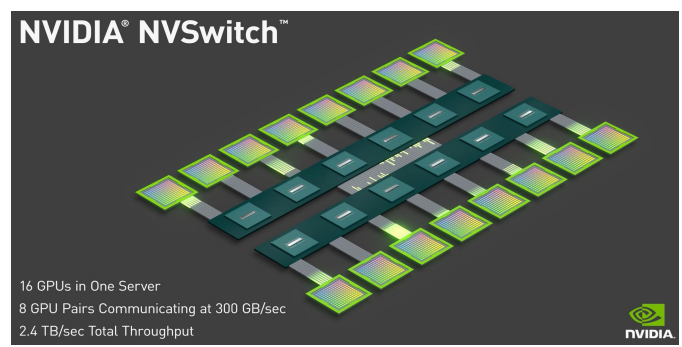 NVIDIA® NVSwitch™
16 GPUs in One Server
8 GPU Pairs Communicating at 300 GB/sec
2.4 TB/sec Total Throughput
NVIDIA.